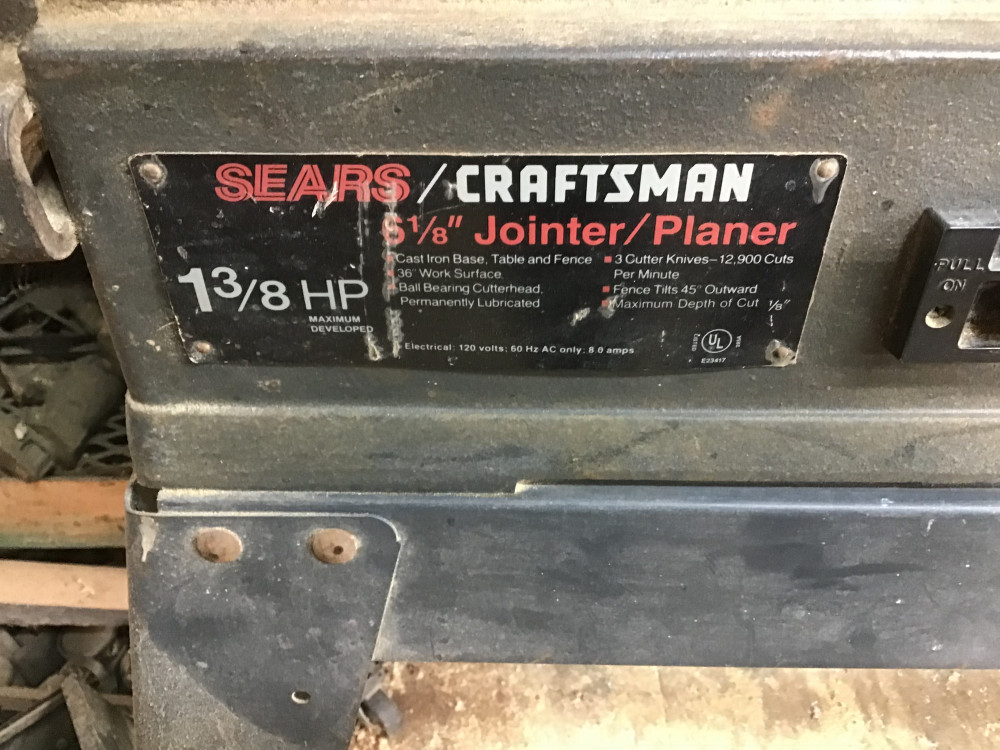 SEARS/CRAFTSMAN
6 1/8" Jointer/Planer
1 3/8 HP
MAXIMUM
DEVELOPED
Cast Iron Base, Table and Fence
36" Work Surface
Ball Bearing Cutterhead,
Permanently Lubricated
■ 3 Cutter Knives–12,900 Cuts
Per Minute
■ Fence Tilts 45° Outward
■ Maximum Depth of Cut 1/8"
Electrical: 120 volts: 60 Hz AC only: 8.0 amps
UL
E23417
PULL
ON